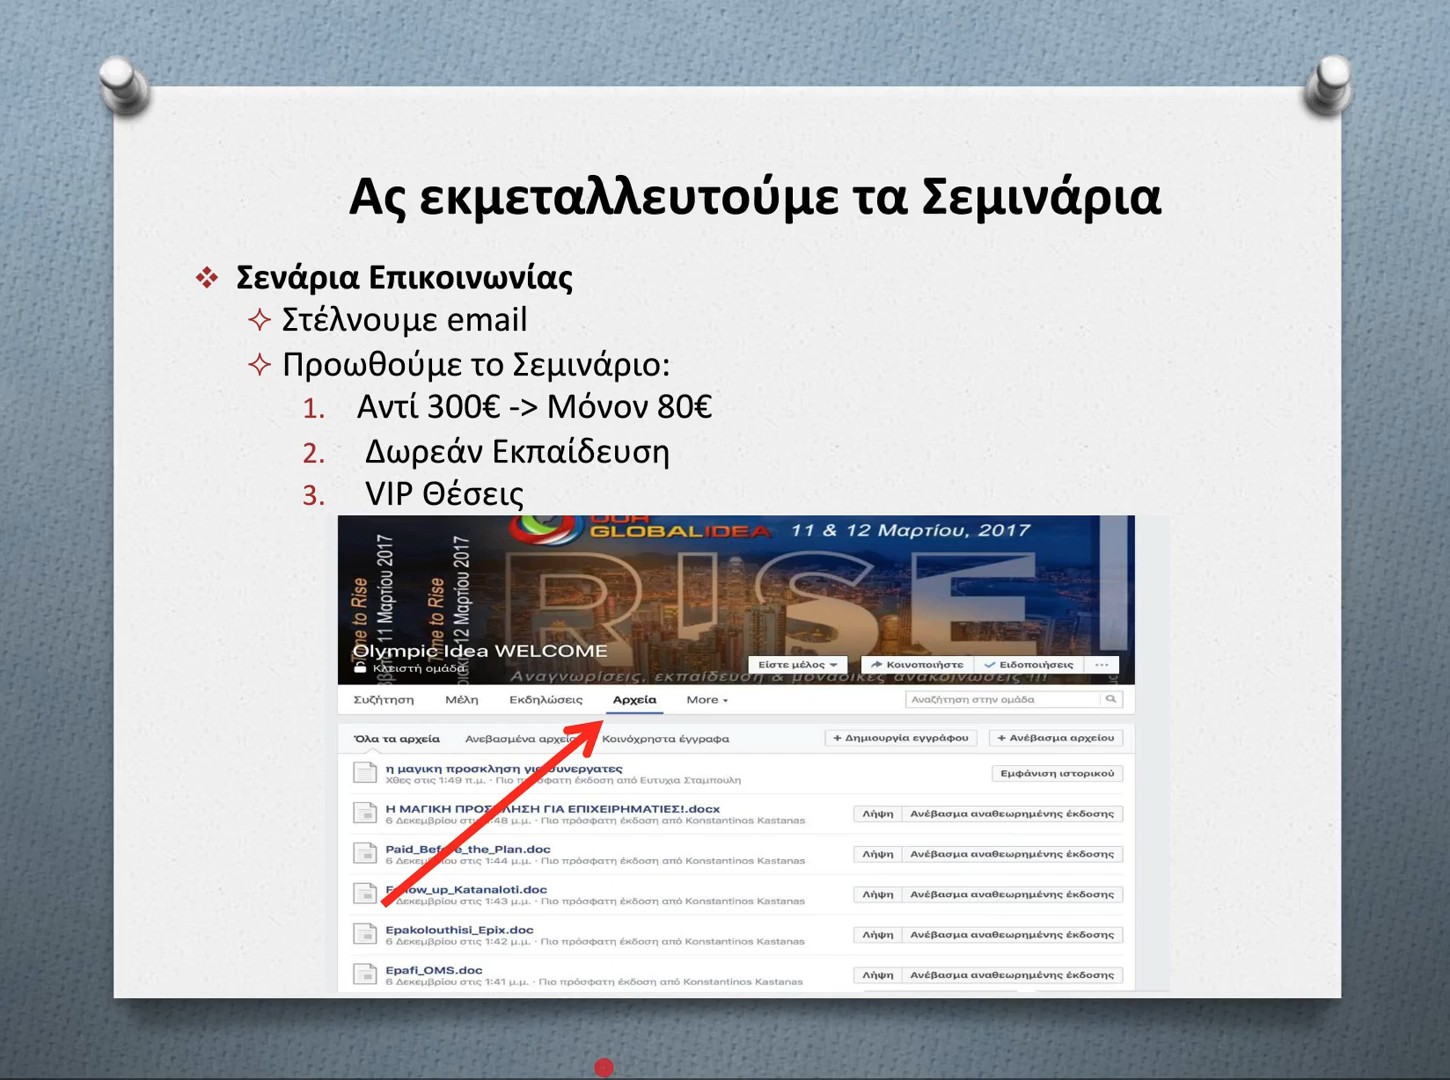 Ας εκμεταλλευτούμε τα Σεμινάρια
Σενάρια Επικοινωνίας
Στέλνουμε email
Προωθούμε το Σεμινάριο:
1. Αντί 300€ -> Μόνον 80€
2. Δωρεάν Εκπαίδευση
3. VIP Θέσεις
GLOBALIDEA 11 & 12 Μαρτίου, 2017
RISE
to Rise
11 Μαρτίου 2017
to Rise
12 Μαρτίου 2017
Olympic Idea WELCOME
Κλειστή ομάδα
Είστε μέλος Κοινοποιήστε Ειδοποιήσεις ...
Αναγνωρίσεις, εκπαίδευση & μοναδικές ανακοινώσεις !!!
Συζήτηση Μέλη Εκδηλώσεις Αρχεία More Αναζήτηση στην ομάδα
Όλα τα αρχεία Ανεβασμένα αρχεία Κοινόχρηστα έγγραφα + Δημιουργία εγγράφου + Ανέβασμα αρχείου
η μαγικη προσκληση για συνεργατες Εμφάνιση ιστορικού
Χθες στις 1:49 π.μ. · Πιο πρόσφατη έκδοση από Ευτυχια Σταμπουλη
Η ΜΑΓΙΚΗ ΠΡΟΣΚΛΗΣΗ ΓΙΑ ΕΠΙΧΕΙΡΗΜΑΤΙΕΣ!.docx Λήψη Ανέβασμα αναθεωρημένης έκδοσης
6 Δεκεμβρίου στις 1:48 μ.μ. · Πιο πρόσφατη έκδοση από Konstantinos Kastanas
Paid_Before_the_Plan.doc Λήψη Ανέβασμα αναθεωρημένης έκδοσης
6 Δεκεμβρίου στις 1:44 μ.μ. · Πιο πρόσφατη έκδοση από Konstantinos Kastanas
Follow_up_Katanaloti.doc Λήψη Ανέβασμα αναθεωρημένης έκδοσης
Δεκεμβρίου στις 1:43 μ.μ. · Πιο πρόσφατη έκδοση από Konstantinos Kastanas
Epakolouthisi_Epix.doc Λήψη Ανέβασμα αναθεωρημένης έκδοσης
6 Δεκεμβρίου στις 1:42 μ.μ. · Πιο πρόσφατη έκδοση από Konstantinos Kastanas
Epafi_OMS.doc Λήψη Ανέβασμα αναθεωρημένης έκδοσης
6 Δεκεμβρίου στις 1:41 μ.μ. · Πιο πρόσφατη έκδοση από Konstantinos Kastanas